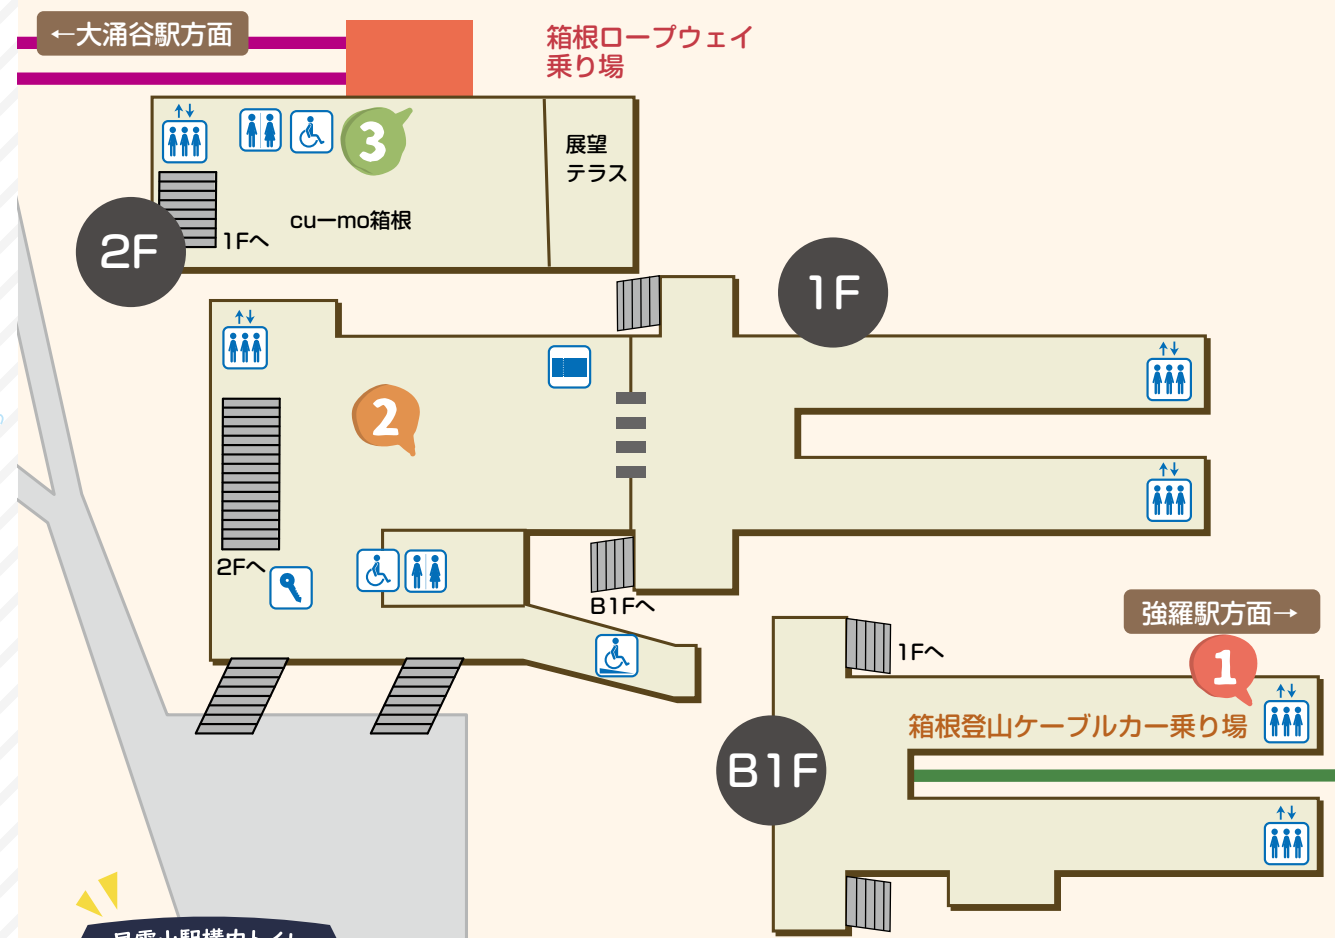 ←大涌谷駅方面
箱根ロープウェイ
乗り場
3
展望
テラス
cuーmo箱根
1Fへ
2F
1F
2
2Fへ
B1Fへ
強羅駅方面→
1
1Fへ
箱根登山ケーブルカー乗り場
B1F